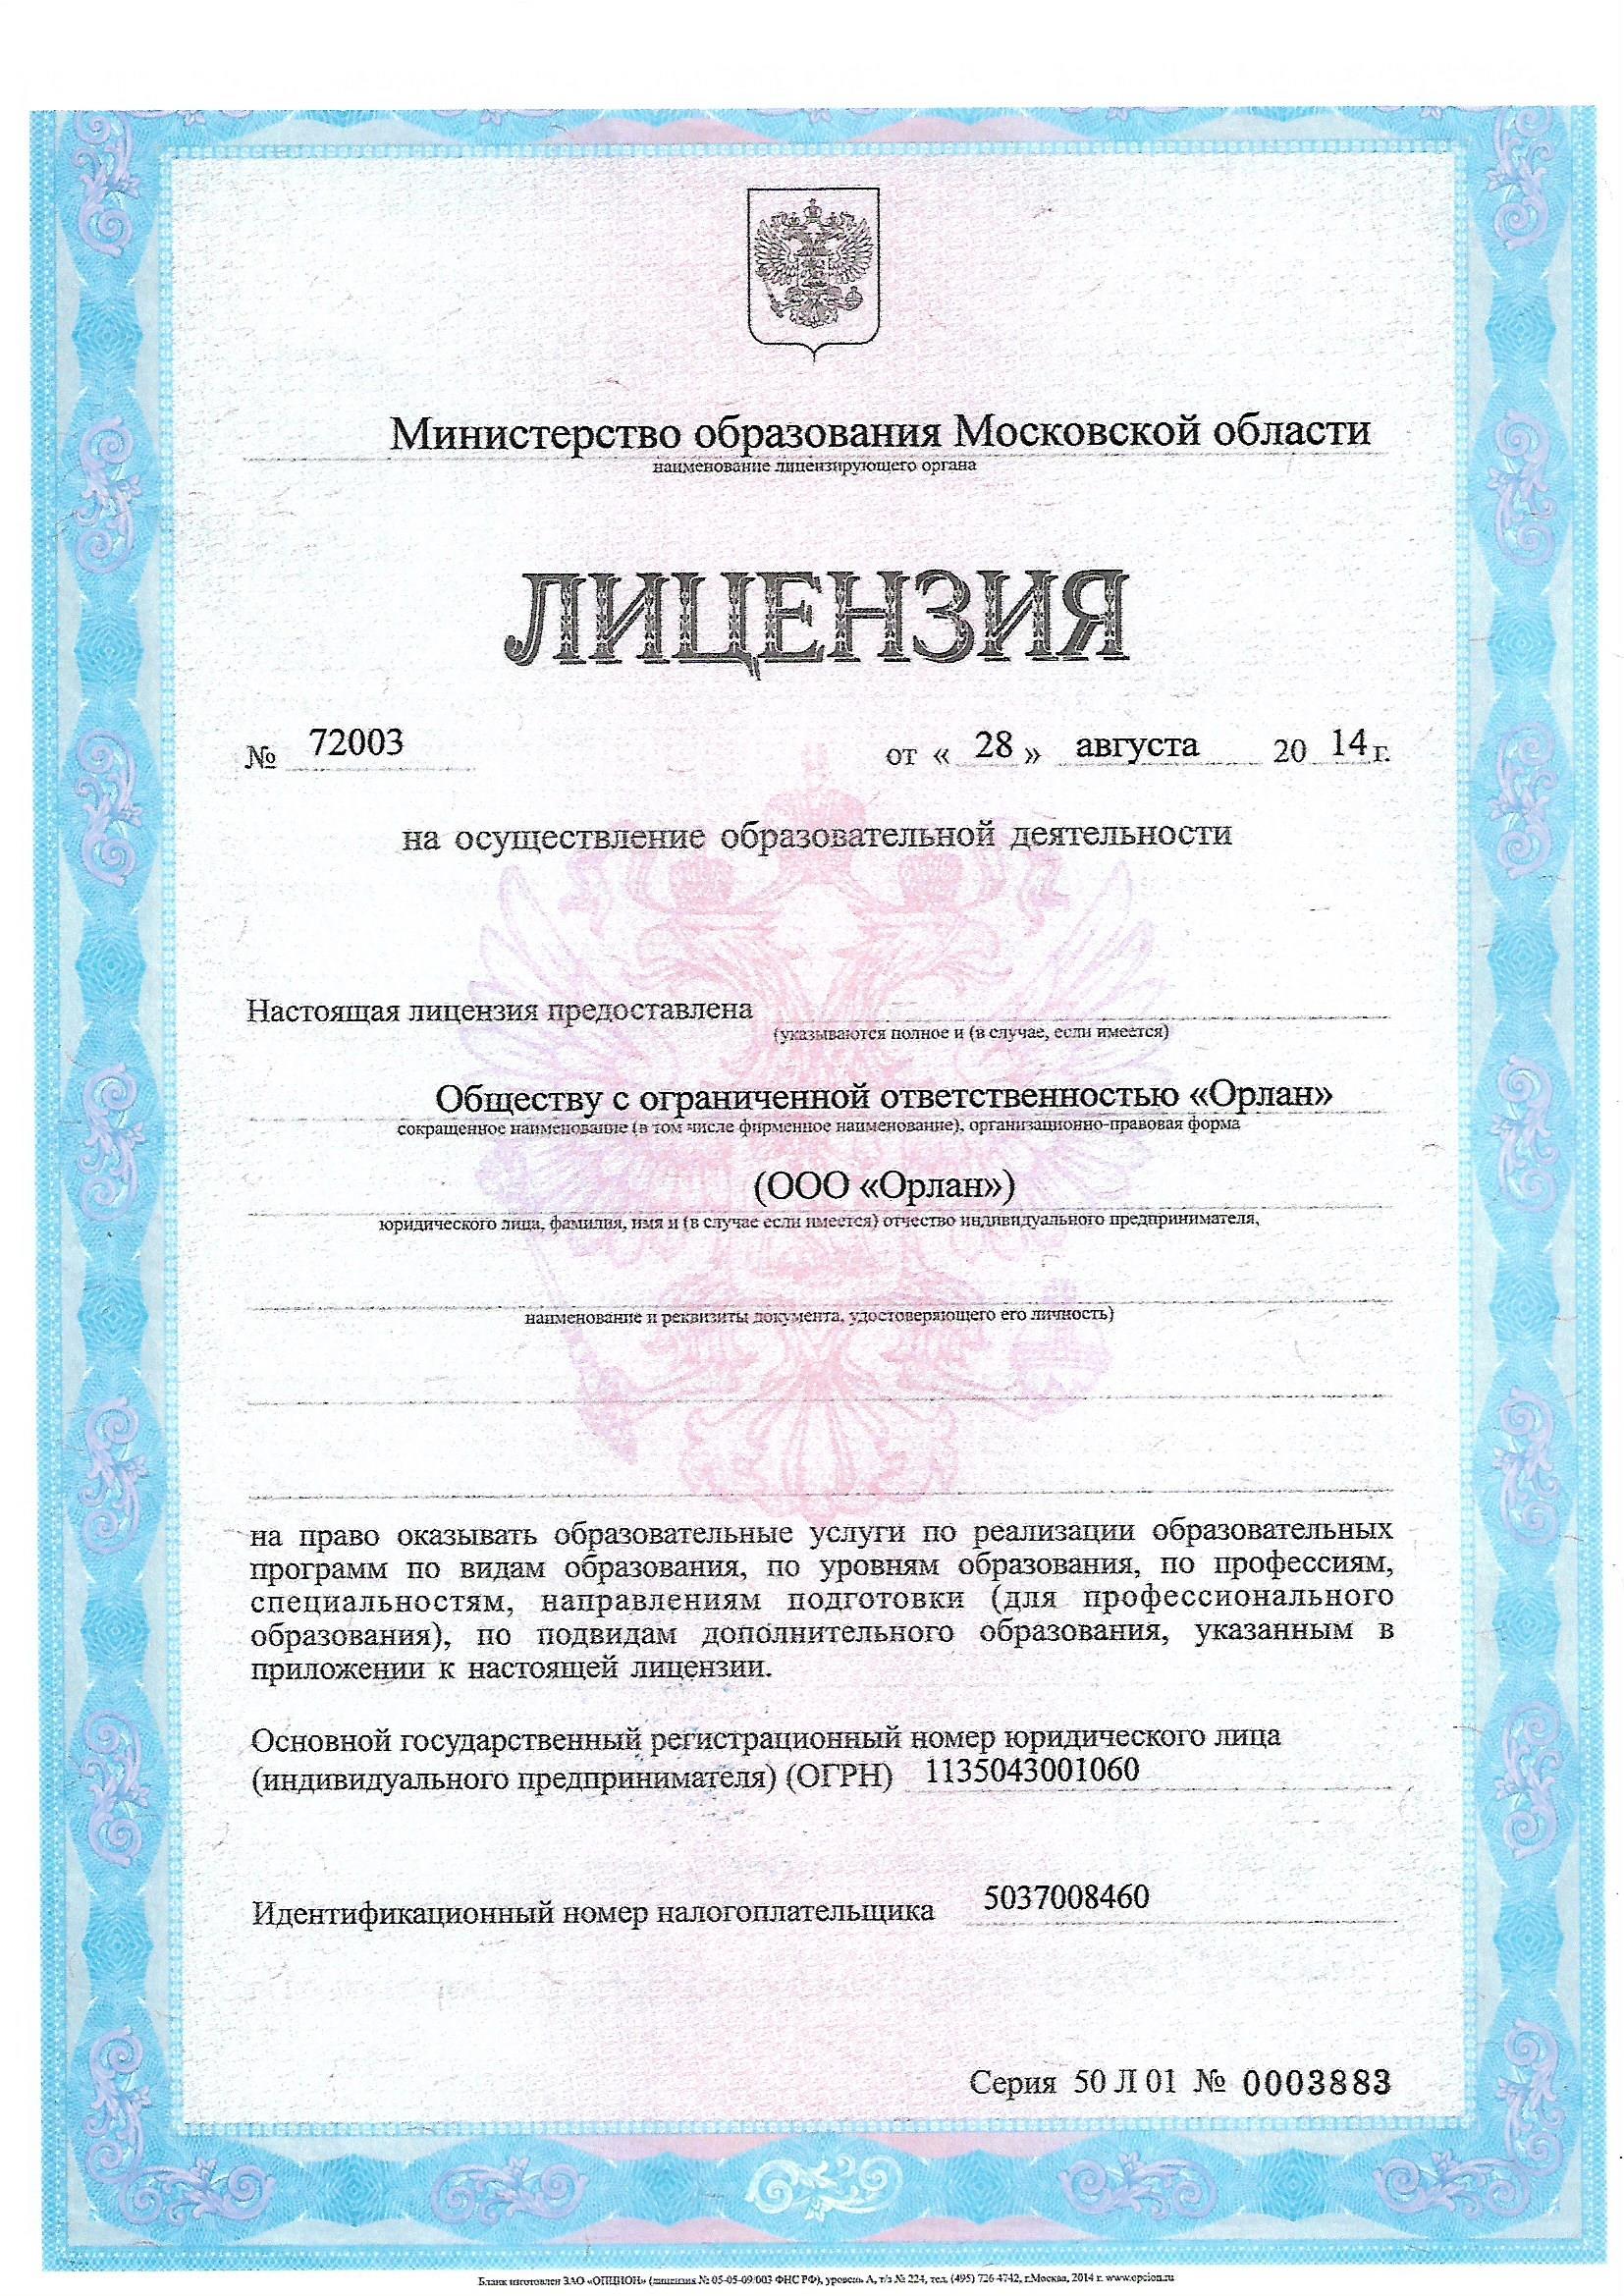 Министерство образования Московской области
наименование лицензирующего органа
ЛИЦЕНЗИЯ
№ 72003 от « 28 » августа 20 14 г.
на осуществление образовательной деятельности
Настоящая лицензия предоставлена
(указываются полное и (в случае, если имеется)
Обществу с ограниченной ответственностью «Орлан»
сокращенное наименование (в том числе фирменное наименование), организационно-правовая форма
(ООО «Орлан»)
юридического лица, фамилия, имя и (в случае если имеется) отчество индивидуального предпринимателя,
наименование и реквизиты документа, удостоверяющего его личность)
на право оказывать образовательные услуги по реализации образовательных
программ по видам образования, по уровням образования, по профессиям,
специальностям, направлениям подготовки (для профессионального
образования), по подвидам дополнительного образования, указанным в
приложении к настоящей лицензии.
Основной государственный регистрационный номер юридического лица
(индивидуального предпринимателя) (ОГРН) 1135043001060
Идентификационный номер налогоплательщика 5037008460
Серия 50 Л 01 № 0003883
Бланк изготовлен ЗАО «ОПЦИОН» (лицензия № 05-05-09/003 ФНС РФ), уровень А, т/з № 224, тел. (495) 726 4742, г.Москва, 2014 г. www.opcion.ru